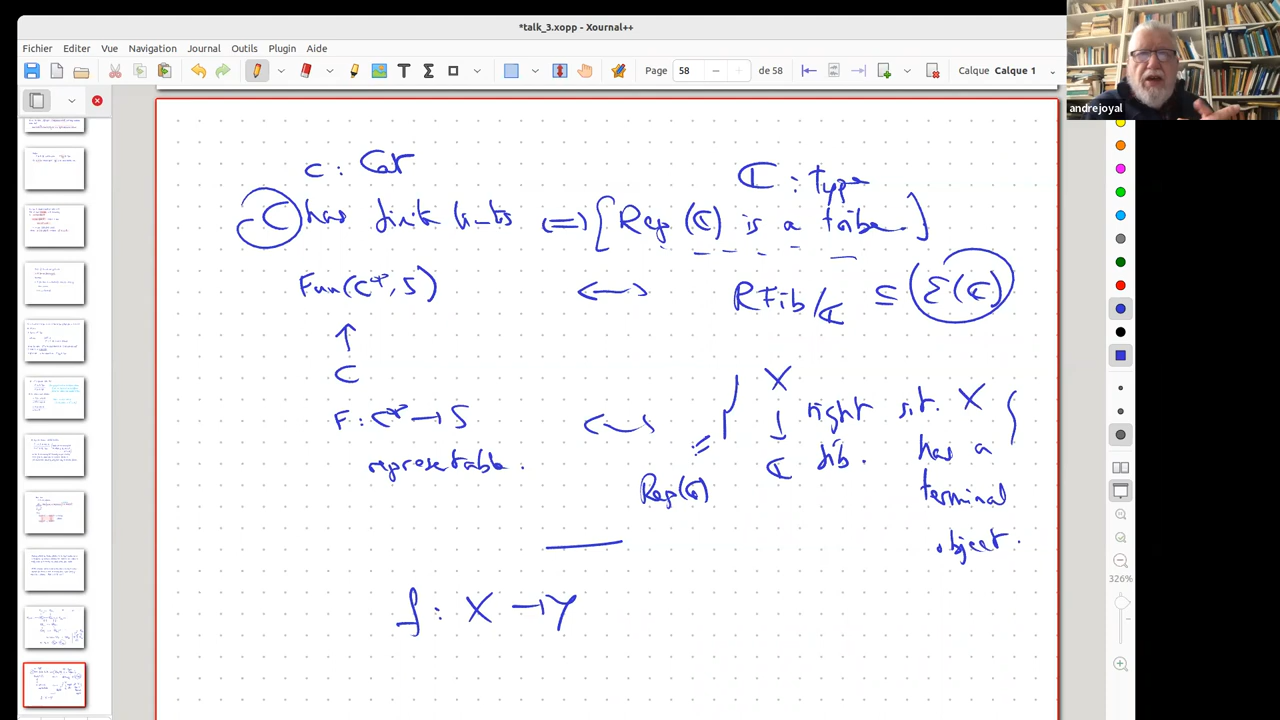 *talk_3.xopp - Xournal++
Fichier Editer Vue Navigation Journal Outils Plugin Aide
Page 58 de 58 Calque Calque 1
andrejoyal
C : Cat ℂ : type
C has finite limits ⟺ [Rep(ℂ) is a tribe.]
Fun(C^op, S) ⟷ RFib/ℂ ⊆ (Ɛ(ℂ))
↑
C
X
F : C^op → S ⟷ ↓ right s.t. X
representable. ℂ fib. has a
Rep(ℂ) terminal
object.
f : X → Y
326%